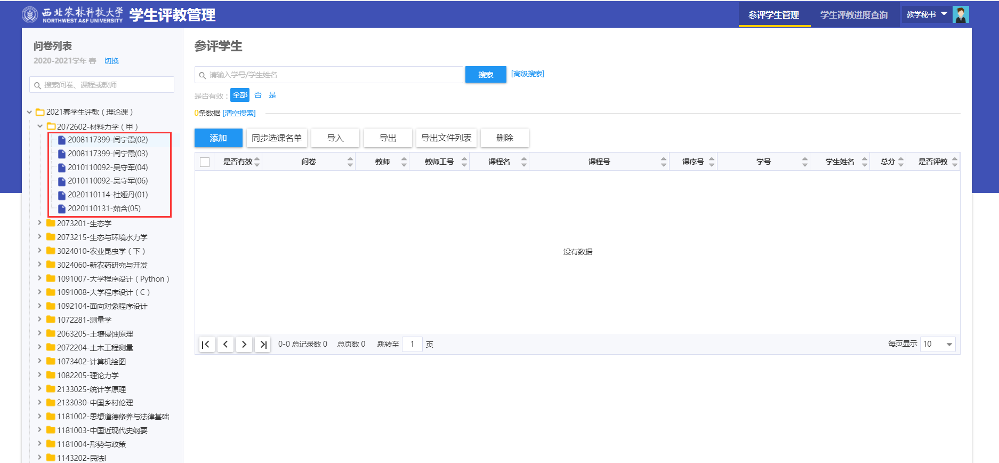 西北农林科技大学
NORTHWEST A&F UNIVERSITY
学生评教管理
参评学生管理
学生评教进度查询
教学秘书
问卷列表
2020-2021学年 春 切换
搜索问卷、课程或教师
2021春学生评教（理论课）
2072602-材料力学（甲）
2008117399-闫宁霞(02)
2008117399-闫宁霞(03)
2010110092-吴守军(04)
2010110092-吴守军(06)
2020110114-杜娅丹(01)
2020110131-茹含(05)
2073201-生态学
2073215-生态与环境水力学
3024010-农业昆虫学（下）
3024060-新农药研究与开发
1091007-大学程序设计（Python）
1091008-大学程序设计（C）
1092104-面向对象程序设计
1072281-测量学
2063205-土壤侵蚀原理
2072204-土木工程测量
1073402-计算机绘图
1082205-理论力学
2133025-统计学原理
2133030-中国乡村伦理
1181002-思想道德修养与法律基础
1181003-中国近现代史纲要
1181004-形势与政策
1143202-民法I
参评学生
请输入学号/学生姓名
搜索
[高级搜索]
是否有效： 全部 否 是
0条数据 [清空搜索]
添加 同步选课名单 导入 导出 导出文件列表 删除
是否有效 问卷 教师 教师工号 课程名 课程号 课序号 学号 学生姓名 总分 是否评教
没有数据
0-0 总记录数 0 总页数 0 跳转至 1 页
每页显示 10